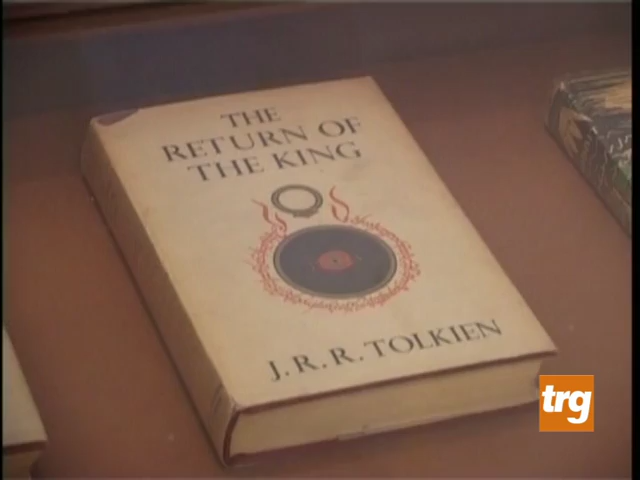 THE
RETURN OF
THE KING
J.R.R. TOLKIEN
trg